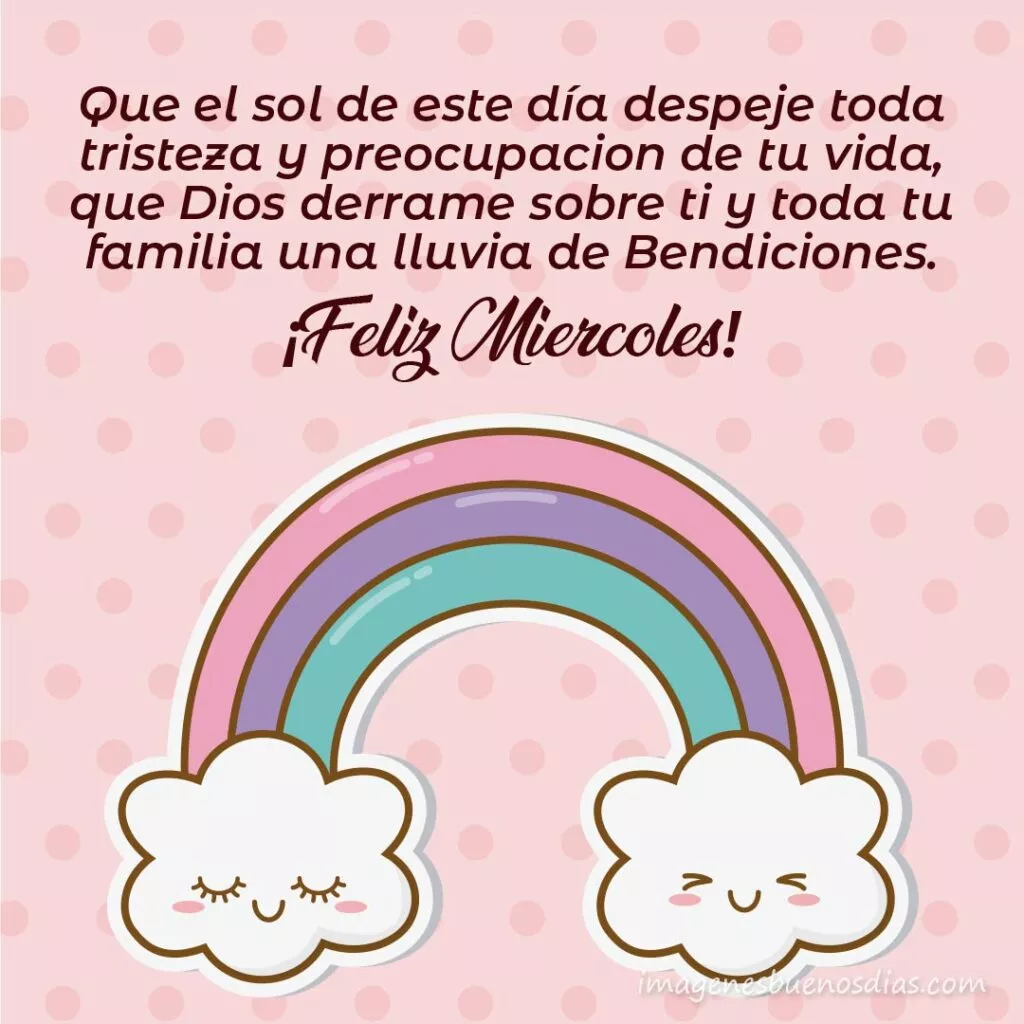 Que el sol de este día despeje toda
tristeza y preocupacion de tu vida,
que Dios derrame sobre ti y toda tu
familia una lluvia de Bendiciones.
¡Feliz Miercoles!
imagenesbuenosdias.com